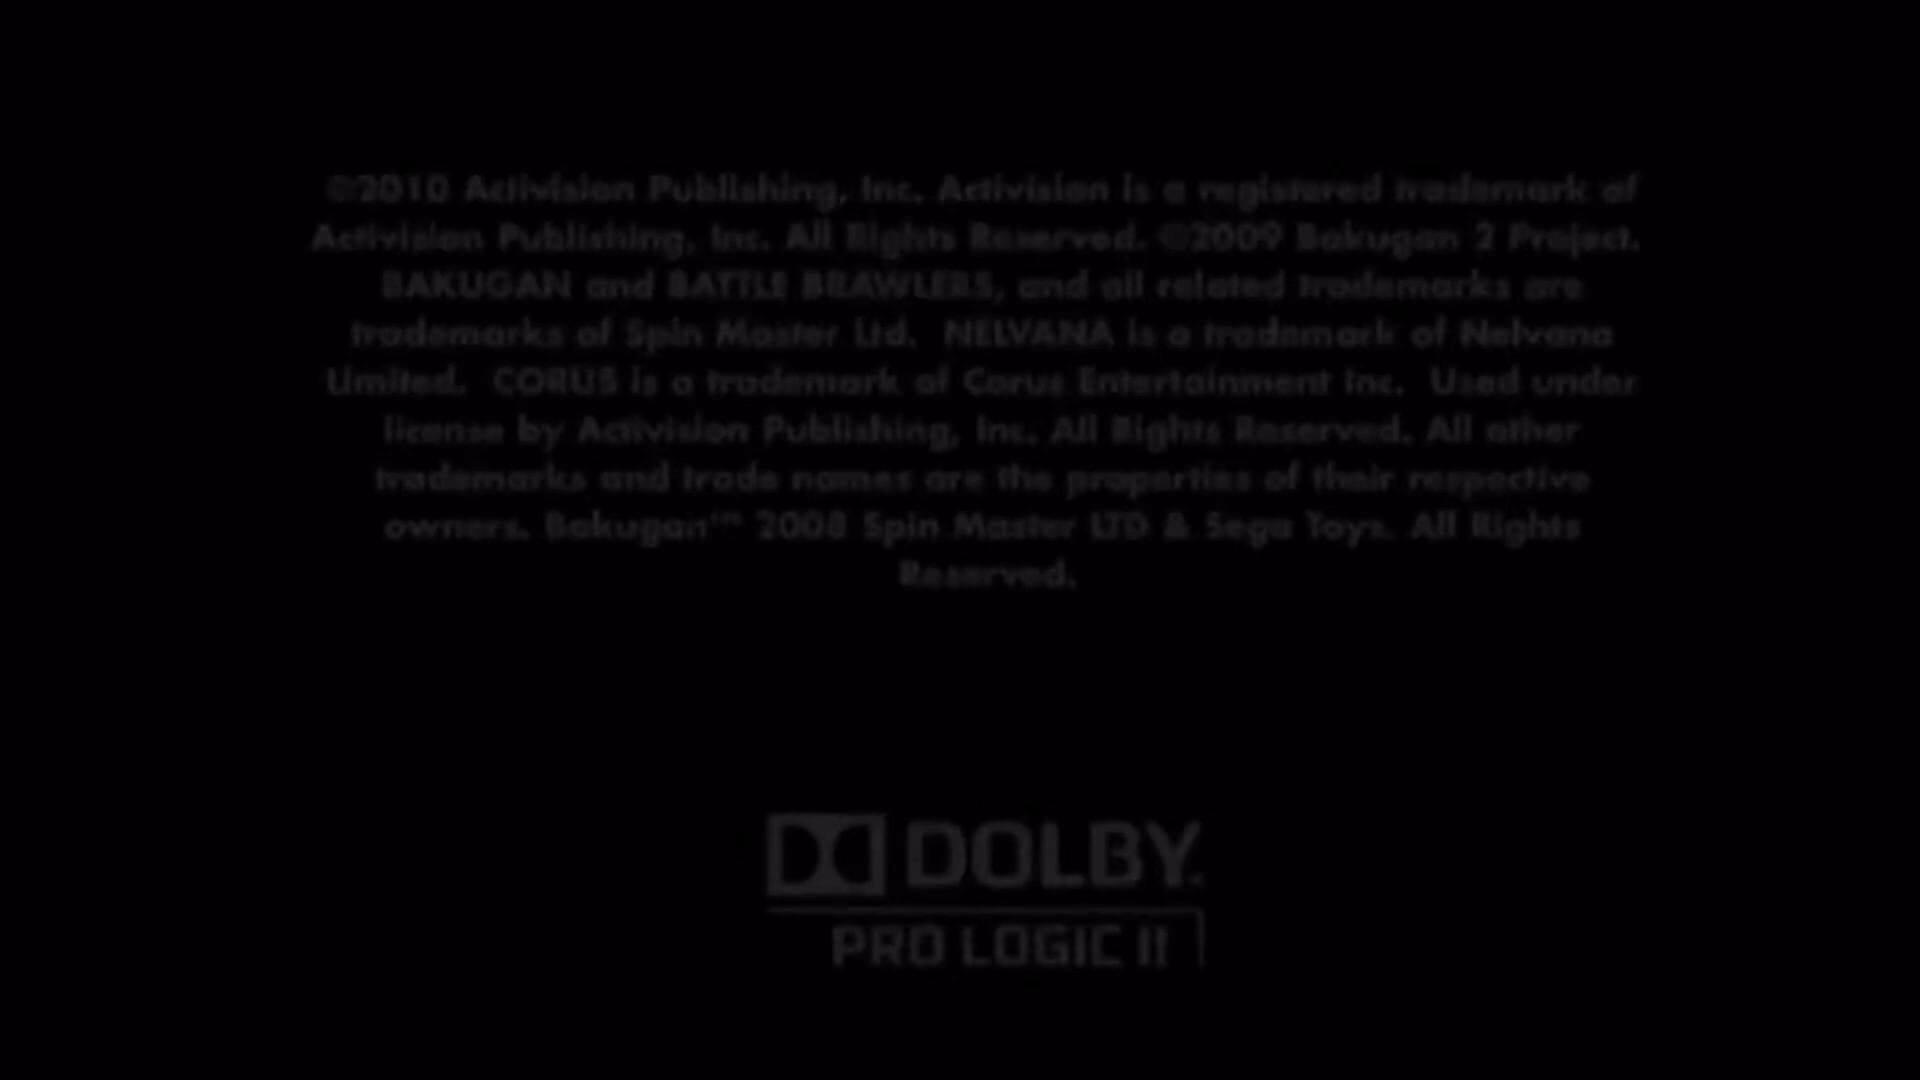 ©2010 Activision Publishing, Inc. Activision is a registered trademark of
Activision Publishing, Inc. All Rights Reserved. ©2009 Bakugan 2 Project.
BAKUGAN and BATTLE BRAWLERS, and all related trademarks are
trademarks of Spin Master Ltd.  NELVANA is a trademark of Nelvana
Limited.  CORUS is a trademark of Corus Entertainment Inc.  Used under
license by Activision Publishing, Inc. All Rights Reserved. All other
trademarks and trade names are the properties of their respective
owners. Bakugan™ 2008 Spin Master LTD & Sega Toys. All Rights
Reserved.
DOLBY
PRO LOGIC II